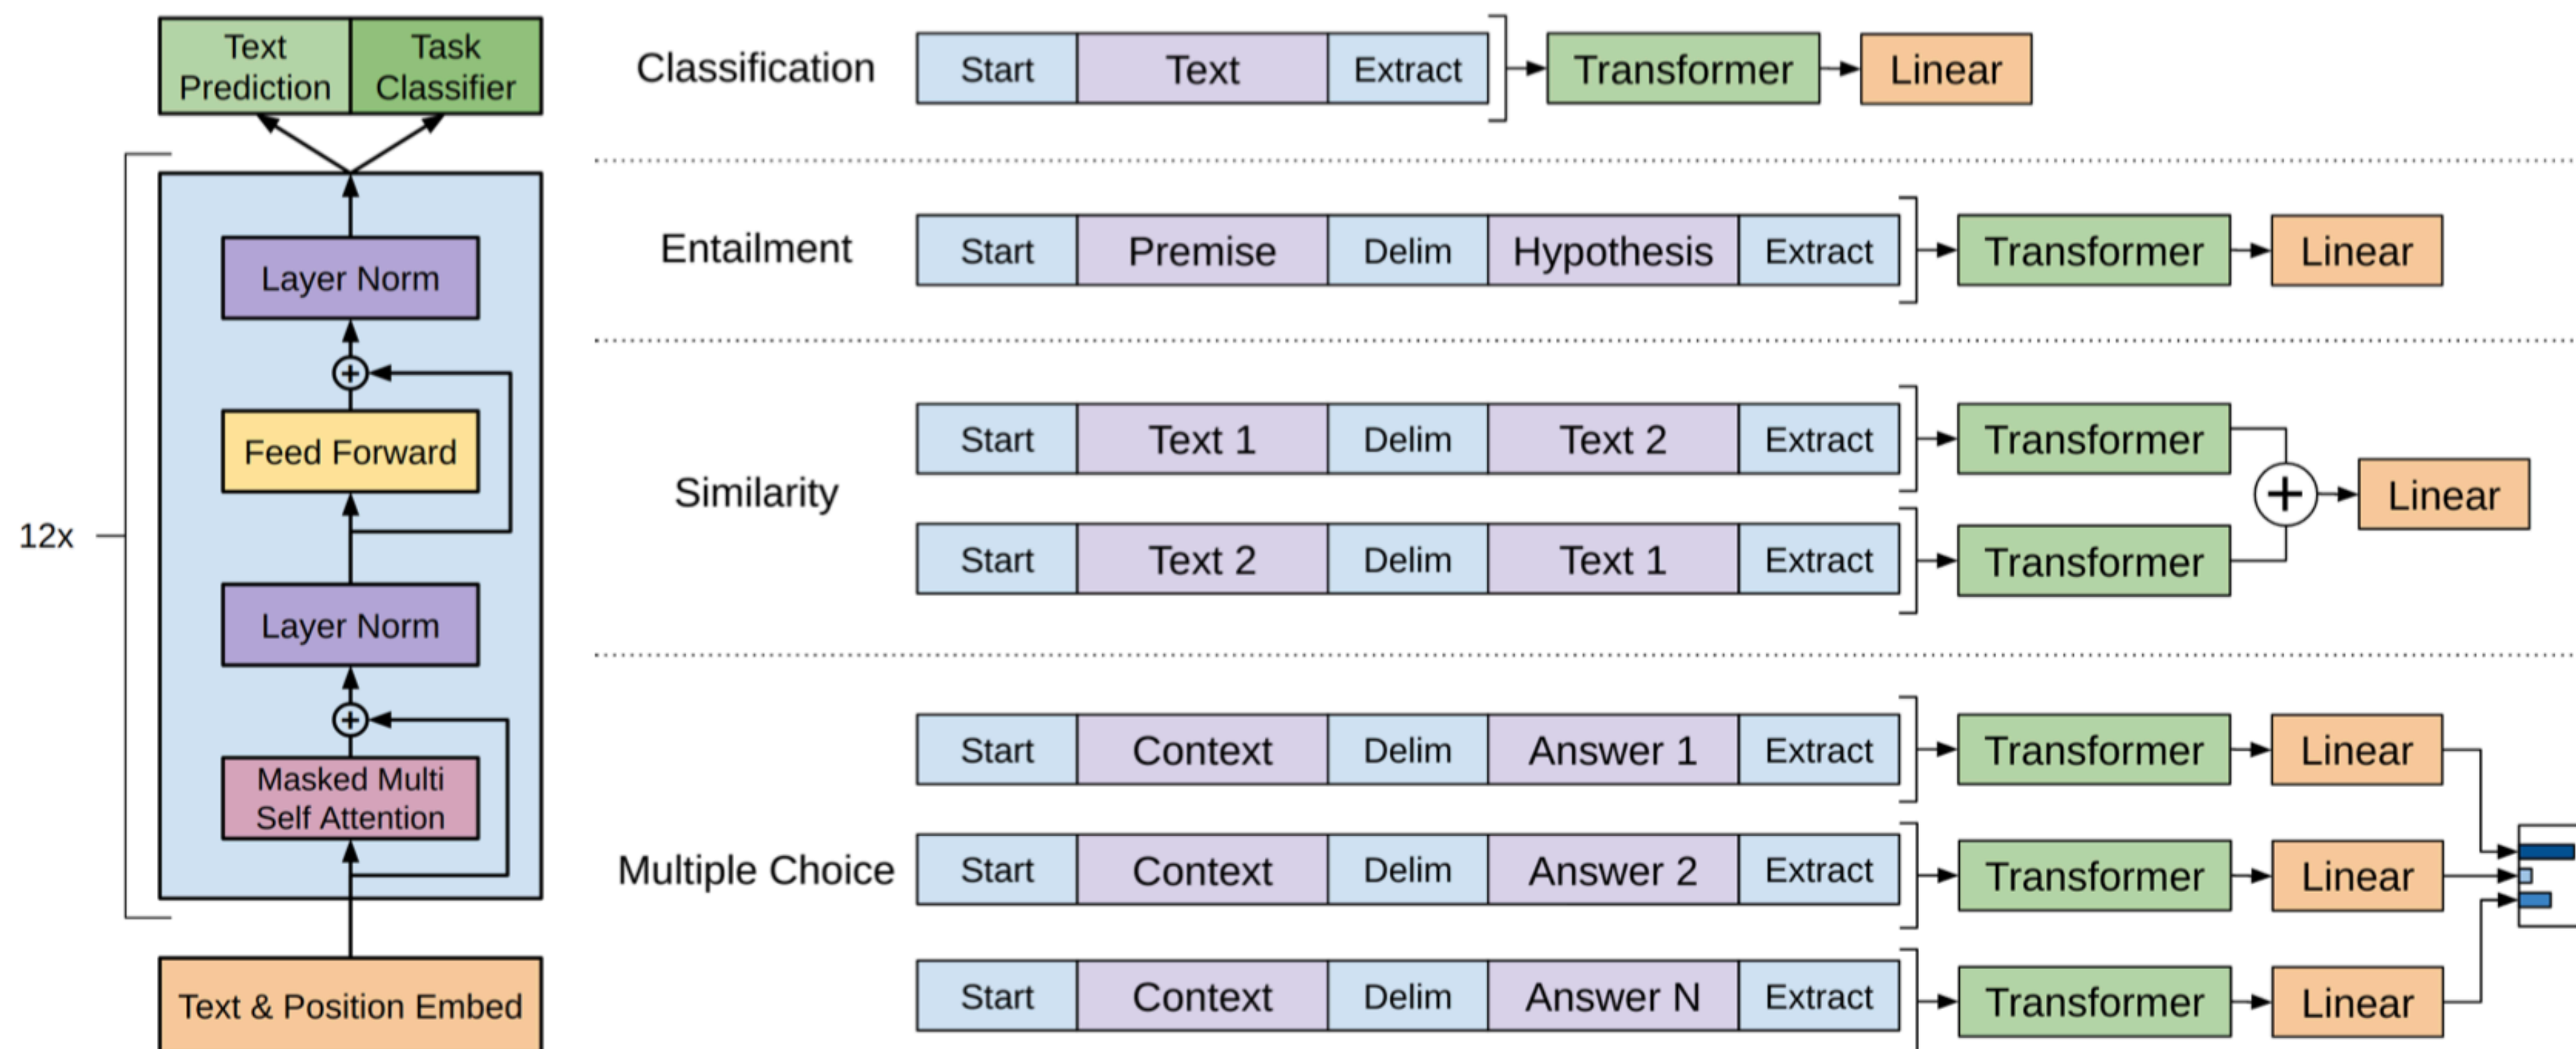 Text
Prediction
Task
Classifier
Layer Norm
Feed Forward
Layer Norm
Masked Multi
Self Attention
12x
Text & Position Embed
Classification
Start Text Extract Transformer Linear
Entailment
Start Premise Delim Hypothesis Extract Transformer Linear
Similarity
Start Text 1 Delim Text 2 Extract Transformer
Start Text 2 Delim Text 1 Extract Transformer
Linear
Multiple Choice
Start Context Delim Answer 1 Extract Transformer Linear
Start Context Delim Answer 2 Extract Transformer Linear
Start Context Delim Answer N Extract Transformer Linear